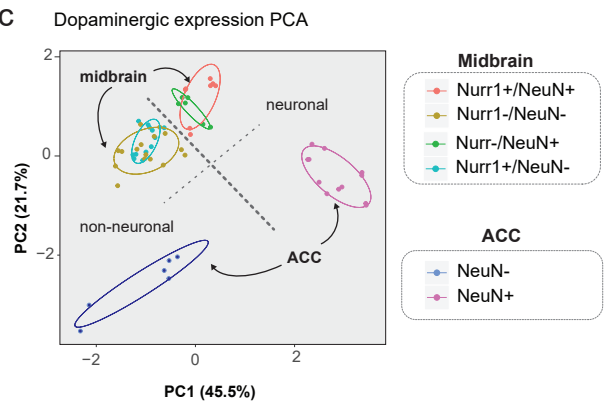 C
Dopaminergic expression PCA
2
0
−2
PC2 (21.7%)
midbrain
neuronal
non-neuronal
ACC
−2
0
2
PC1 (45.5%)
Midbrain
Nurr1+/NeuN+
Nurr1-/NeuN-
Nurr-/NeuN+
Nurr1+/NeuN-
ACC
NeuN-
NeuN+